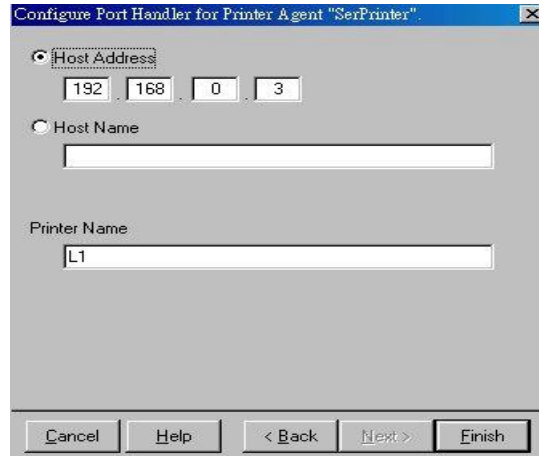 Configure Port Handler for Printer Agent "SerPrinter".
Host Address
192 . 168 . 0 . 3
Host Name
Printer Name
L1
Cancel Help < Back Next > Finish